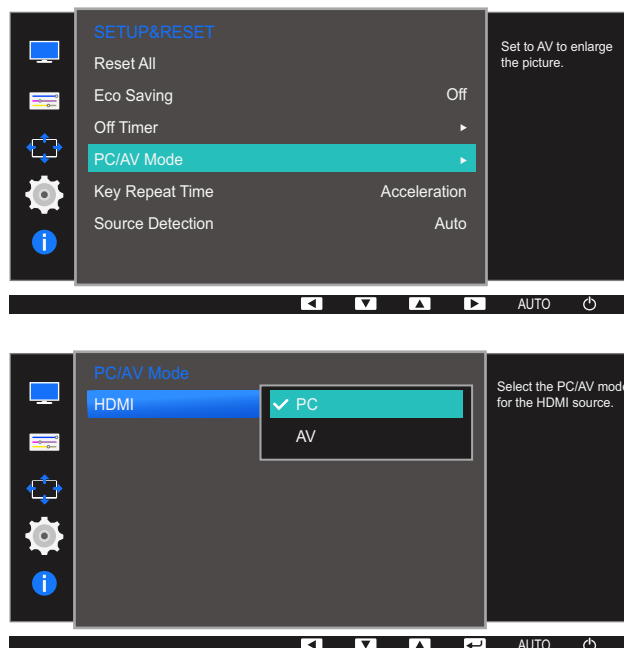 SETUP&RESET
Reset All
Eco Saving Off
Off Timer
PC/AV Mode
Key Repeat Time Acceleration
Source Detection Auto
Set to AV to enlarge
the picture.
AUTO
PC/AV Mode
HDMI
PC
AV
Select the PC/AV mode
for the HDMI source.
AUTO